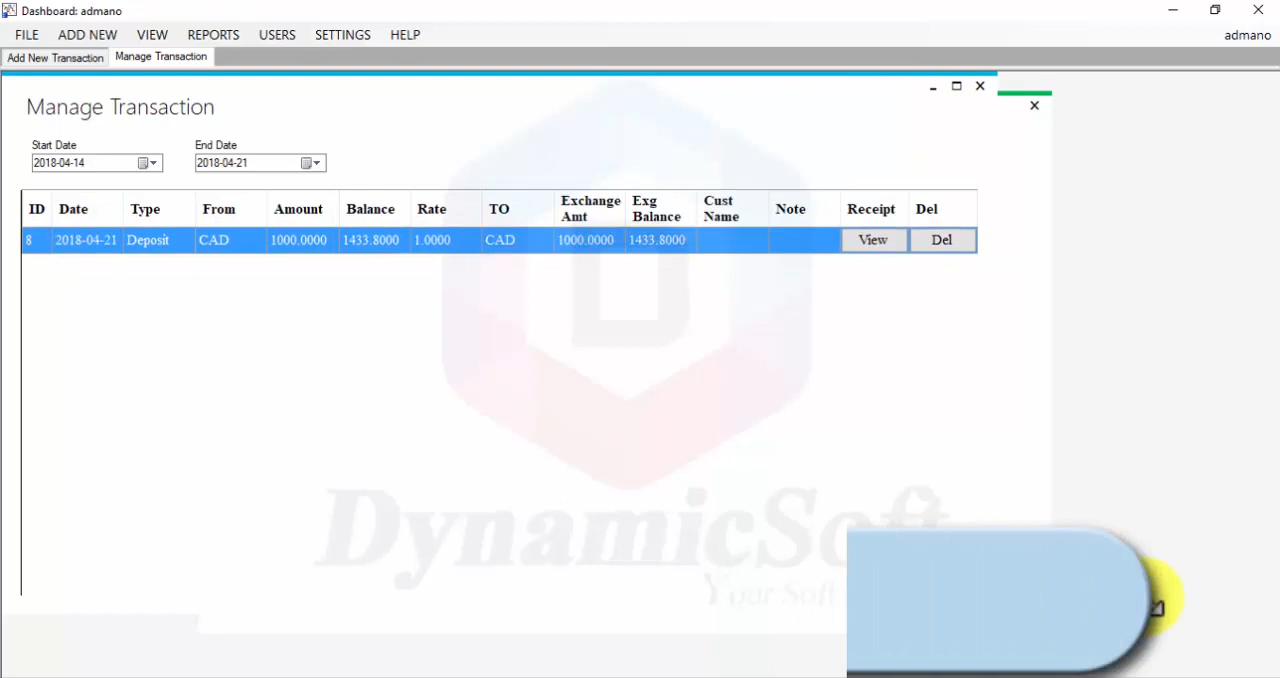 Dashboard: admano
FILE ADD NEW VIEW REPORTS USERS SETTINGS HELP admano
Add New Transaction Manage Transaction
Manage Transaction
Start Date End Date
2018-04-14 2018-04-21
ID Date Type From Amount Balance Rate TO Exchange Amt Exg Balance Cust Name Note Receipt Del
8 2018-04-21 Deposit CAD 1000.0000 1433.8000 1.0000 CAD 1000.0000 1433.8000 View Del
DynamicSoft
Your Soft